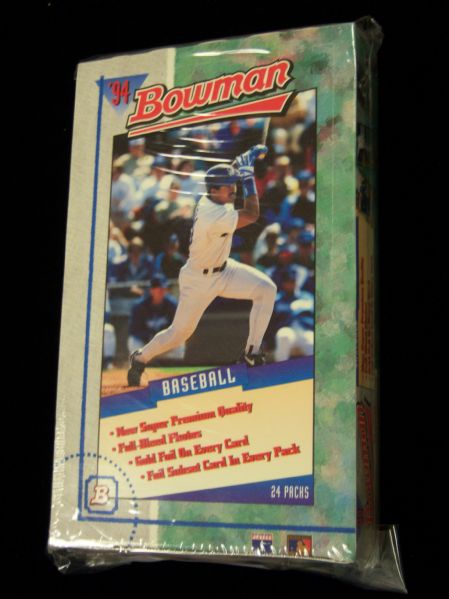 '94
Bowman
BASEBALL
• New Super Premium Quality
• Full-Bleed Photos
• Gold Foil On Every Card
• Foil Subset Card In Every Pack
24 PACKS
B